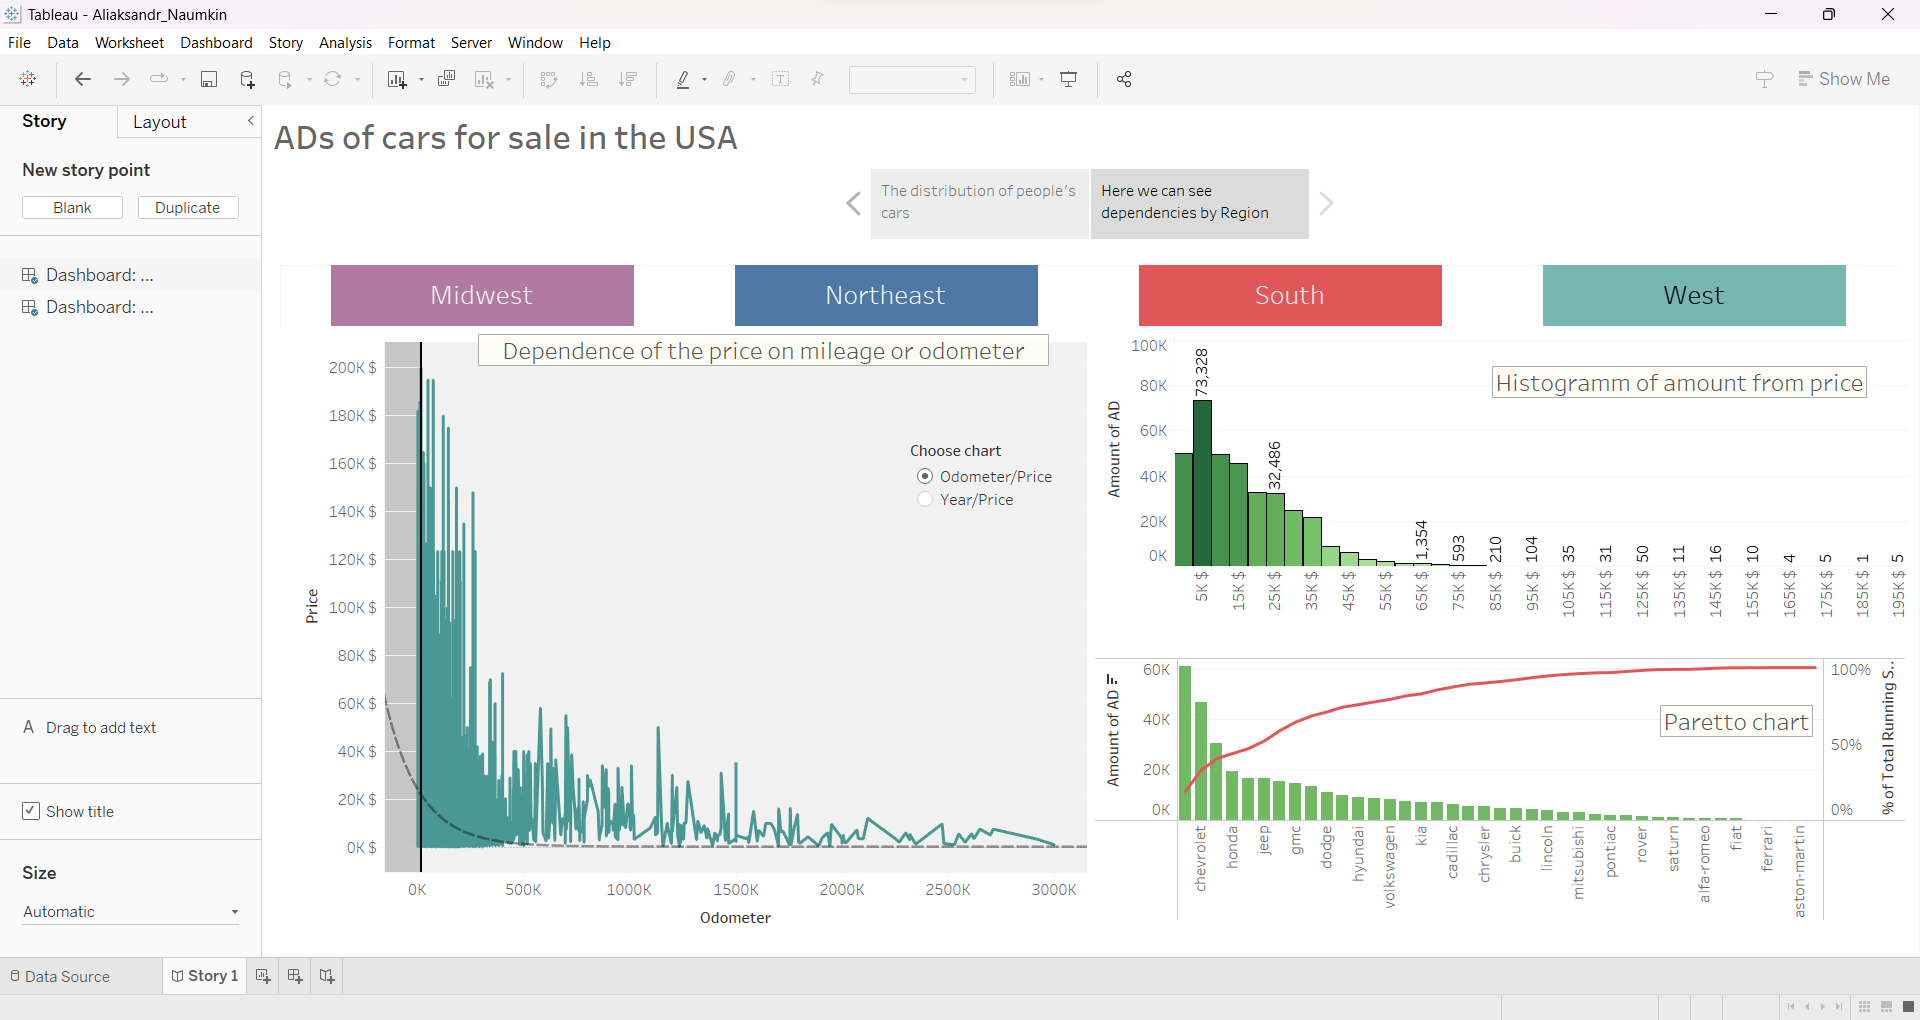 Tableau - Aliaksandr_Naumkin
File Data Worksheet Dashboard Story Analysis Format Server Window Help
Show Me
Story
Layout
New story point
Blank
Duplicate
Dashboard: ...
Dashboard: ...
A Drag to add text
Show title
Size
Automatic
ADs of cars for sale in the USA
The distribution of people's
cars
Here we can see
dependencies by Region
Midwest
Northeast
South
West
Dependence of the price on mileage or odometer
Price
200K $
180K $
160K $
140K $
120K $
100K $
80K $
60K $
40K $
20K $
0K $
0K
500K
1000K
1500K
2000K
2500K
3000K
Odometer
Choose chart
Odometer/Price
Year/Price
Histogramm of amount from price
Amount of AD
100K
80K
60K
40K
20K
0K
73,328
32,486
1,354
593
210
104
35
31
50
11
16
10
4
5
1
5
5K $
15K $
25K $
35K $
45K $
55K $
65K $
75K $
85K $
95K $
105K $
115K $
125K $
135K $
145K $
155K $
165K $
175K $
185K $
195K $
Paretto chart
Amount of AD
60K
40K
20K
0K
100%
50%
0%
% of Total Running S..
chevrolet
honda
jeep
gmc
dodge
hyundai
volkswagen
kia
cadillac
chrysler
buick
lincoln
mitsubishi
pontiac
rover
saturn
alfa-romeo
fiat
ferrari
aston-martin
Data Source
Story 1